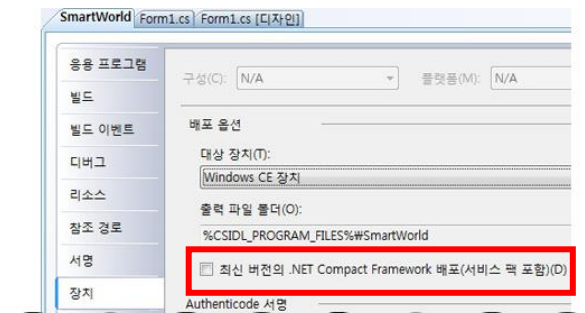 SmartWorld Form1.cs Form1.cs [디자인]
응용 프로그램
구성(C): N/A 플랫폼(M): N/A
빌드
빌드 이벤트
배포 옵션
디버그
대상 장치(T):
Windows CE 장치
리소스
출력 파일 폴더(O):
참조 경로
%CSIDL_PROGRAM_FILES%₩SmartWorld
서명
최신 버전의 .NET Compact Framework 배포(서비스 팩 포함)(D)
장치
Authenticode 서명